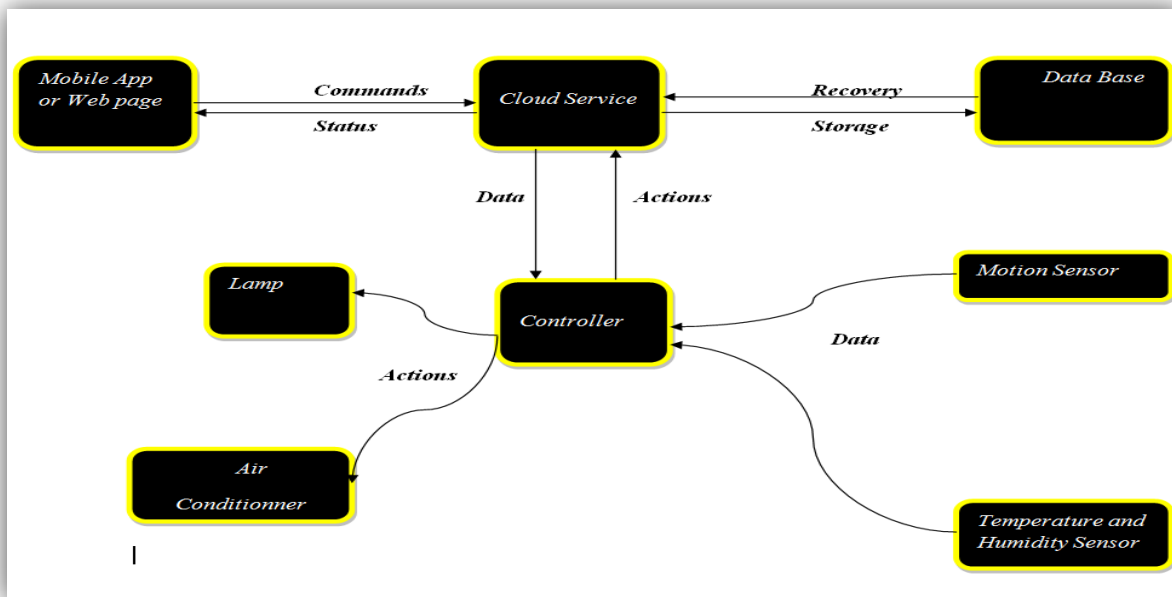 Mobile App
or Web page
Commands
Status
Cloud Service
Recovery
Storage
Data Base
Data
Actions
Lamp
Controller
Motion Sensor
Data
Actions
Air
Conditionner
Temperature and
Humidity Sensor